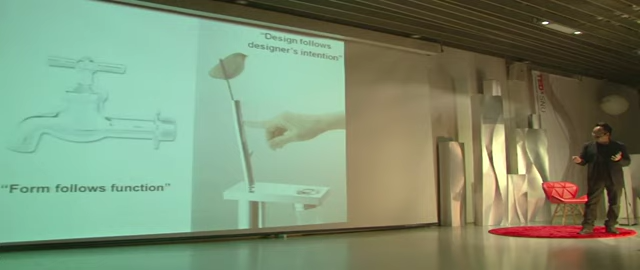 "Design follows
designer's intention"
"Form follows function"